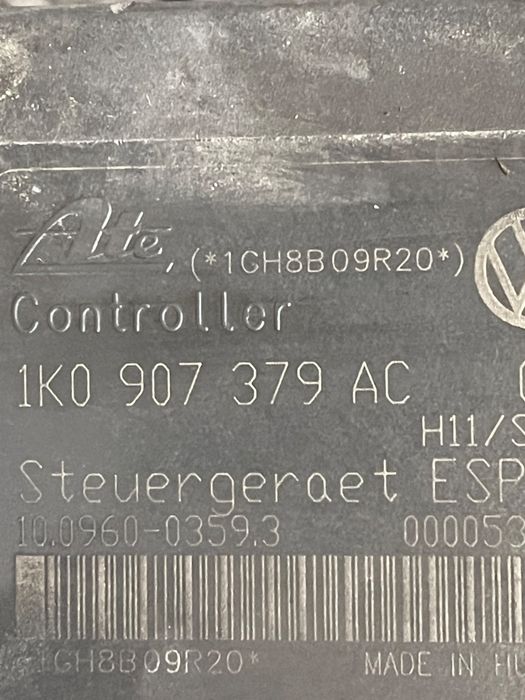 Ate, (*1CH8B09R20*)
Controller
1K0 907 379 AC
H11/S
Steuergeraet ESP
10.0960-0359.3 000053
1CH8B09R20*
MADE IN HU